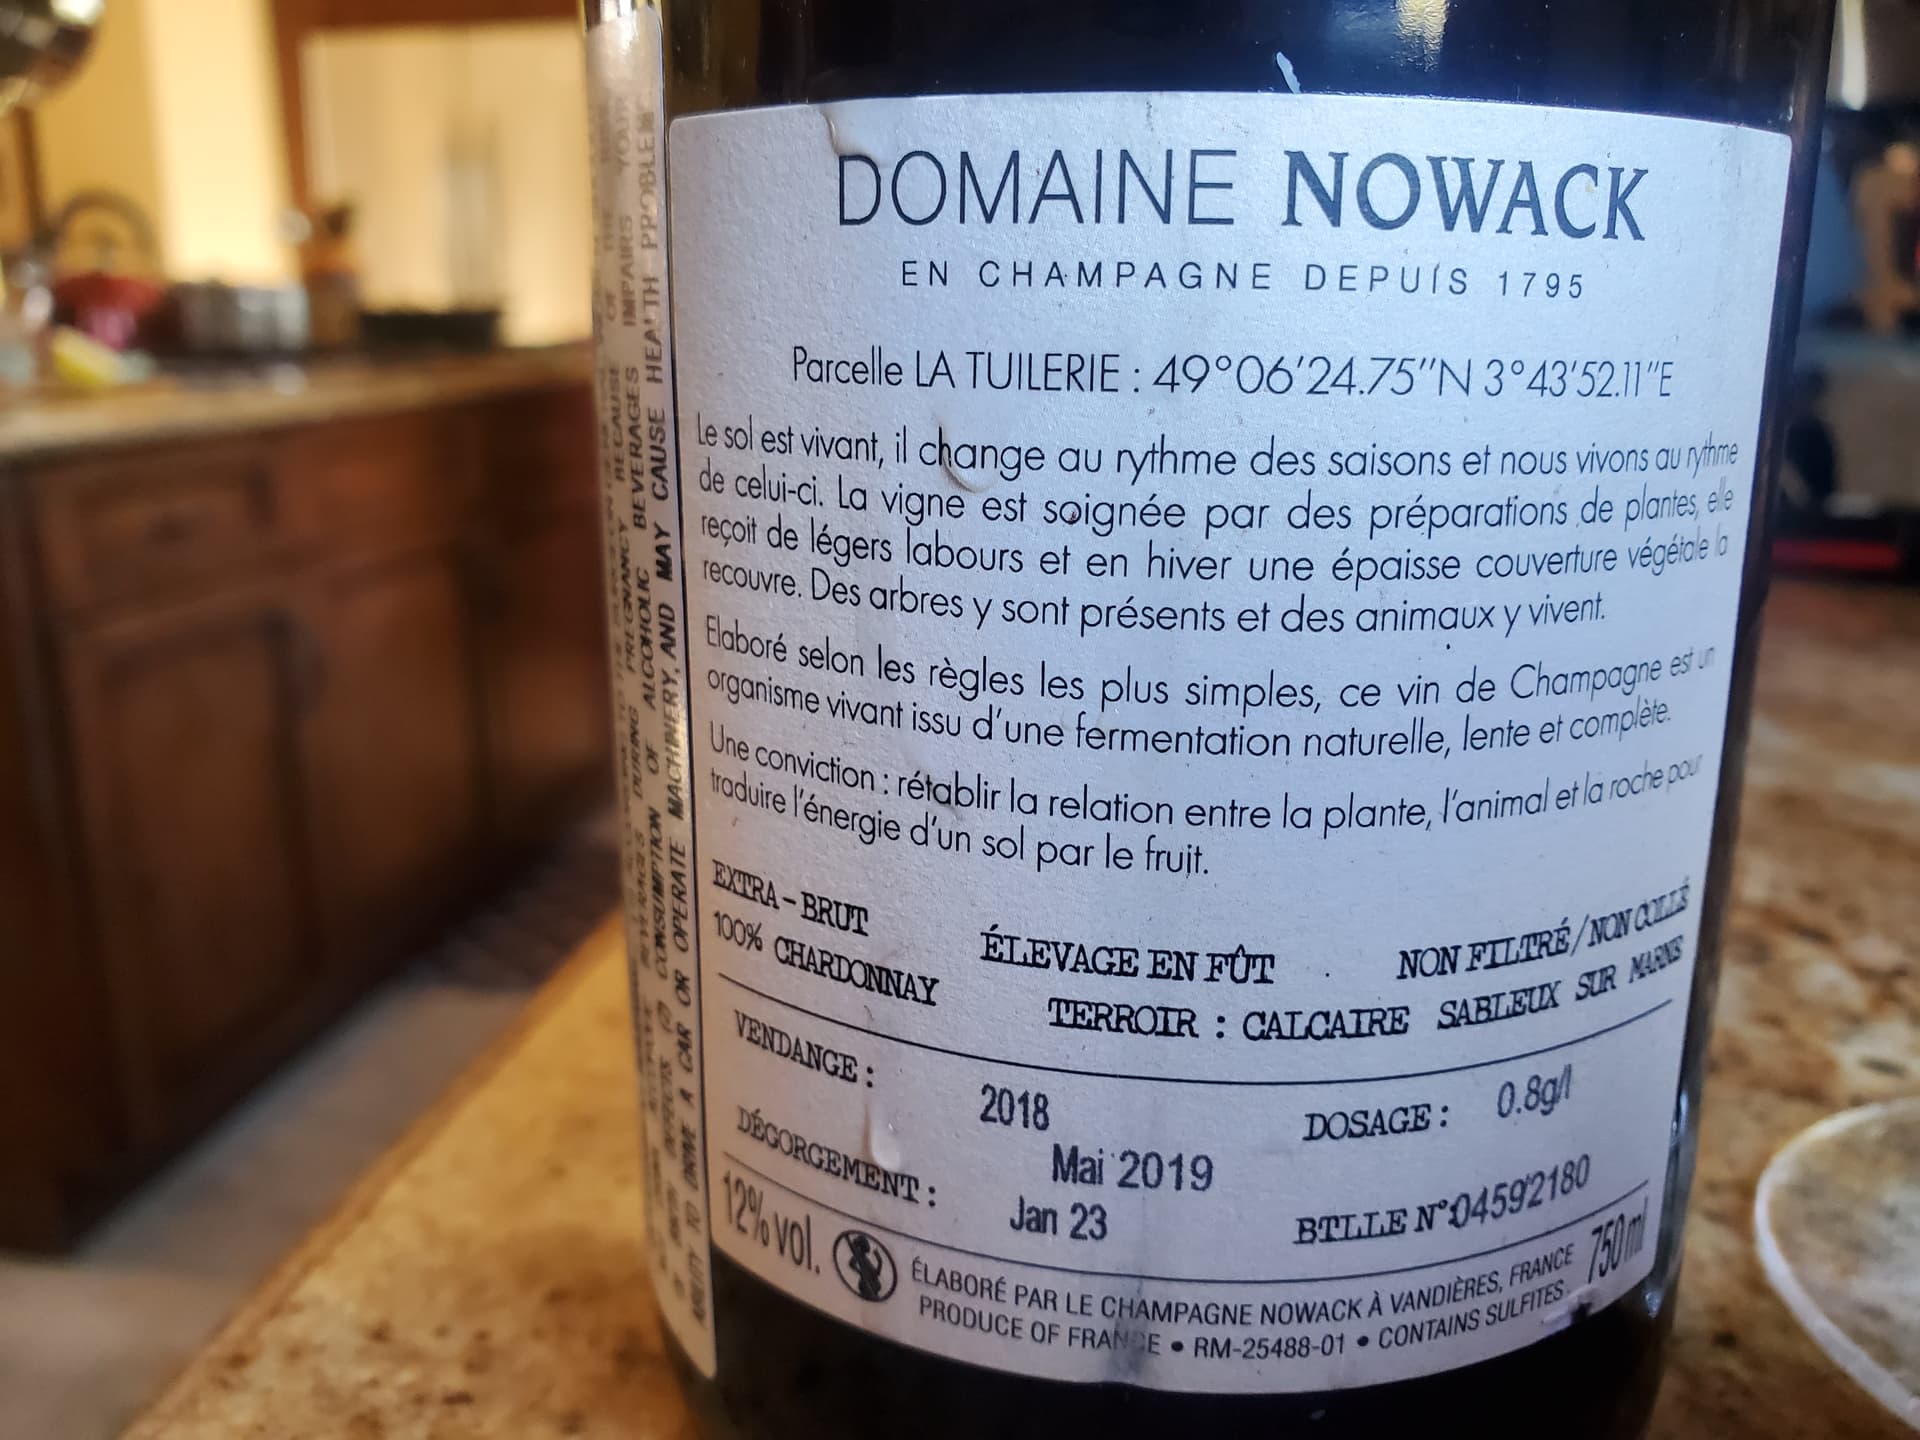 DOMAINE NOWACK
EN CHAMPAGNE DEPUÍS 1795
Parcelle LA TUILERIE : 49°06'24.75"N 3°43'52.11"E
Le sol est vivant, il change au rythme des saisons et nous vivons au rythme
de celui-ci. La vigne est soignée par des préparations de plantes, elle
reçoit de légers labours et en hiver une épaisse couverture végétale la
recouvre. Des arbres y sont présents et des animaux y vivent.
Elaboré selon les règles les plus simples, ce vin de Champagne est un
organisme vivant issu d'une fermentation naturelle, lente et complète.
Une conviction : rétablir la relation entre la plante, l'animal et la roche pour
traduire l'énergie d'un sol par le fruit.
EXTRA-BRUT ÉLEVAGE EN FÛT NON FILTRÉ/NON COLLÉ
100% CHARDONNAY TERROIR : CALCAIRE SABLEUX SUR MARNS
VENDANGE : 2018 DOSAGE : 0.8g/l
Mai 2019
DÉGORGEMENT : Jan 23 BTLLE N°:04592180
12% vol. 750 ml
ÉLABORÉ PAR LE CHAMPAGNE NOWACK À VANDIÈRES, FRANCE
PRODUCE OF FRANCE • RM-25488-01 • CONTAINS SULFITES.
BECAUSE OF THE
PREGNANCY
DURING
CONSUMPTION OF ALCOHOLIC BEVERAGES IMPAIRS YOUR
ABILITY TO DRIVE A CAR OR OPERATE MACHINERY, AND MAY CAUSE HEALTH PROBLEMS